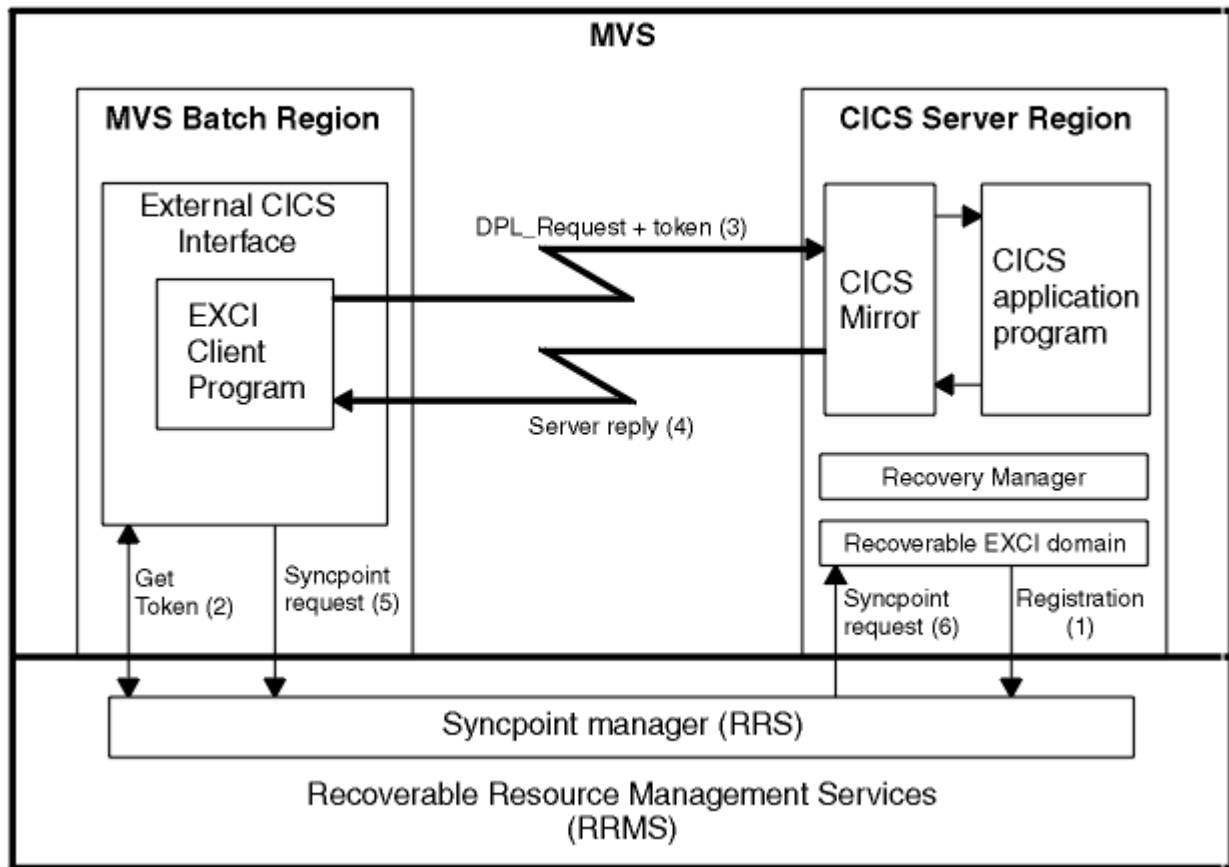 MVS
MVS Batch Region
External CICS
Interface
EXCI
Client
Program
DPL_Request + token (3)
Server reply (4)
CICS Server Region
CICS
Mirror
CICS
application
program
Recovery Manager
Recoverable EXCI domain
Get
Token (2)
Syncpoint
request (5)
Syncpoint
request (6)
Registration
(1)
Syncpoint manager (RRS)
Recoverable Resource Management Services
(RRMS)